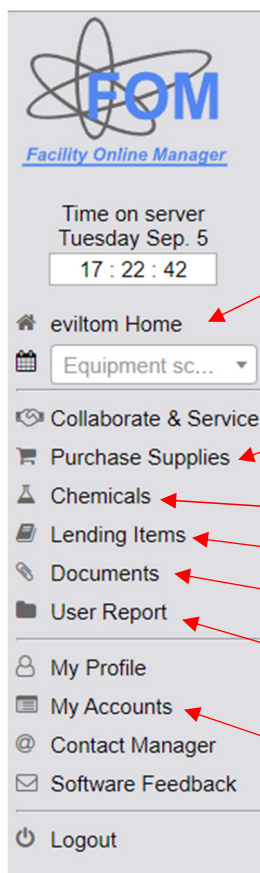 FOM
Facility Online Manager
Time on server
Tuesday Sep. 5
17 : 22 : 42
eviltom Home
Equipment sc...
Collaborate & Service
Purchase Supplies
Chemicals
Lending Items
Documents
User Report
My Profile
My Accounts
@ Contact Manager
Software Feedback
Logout